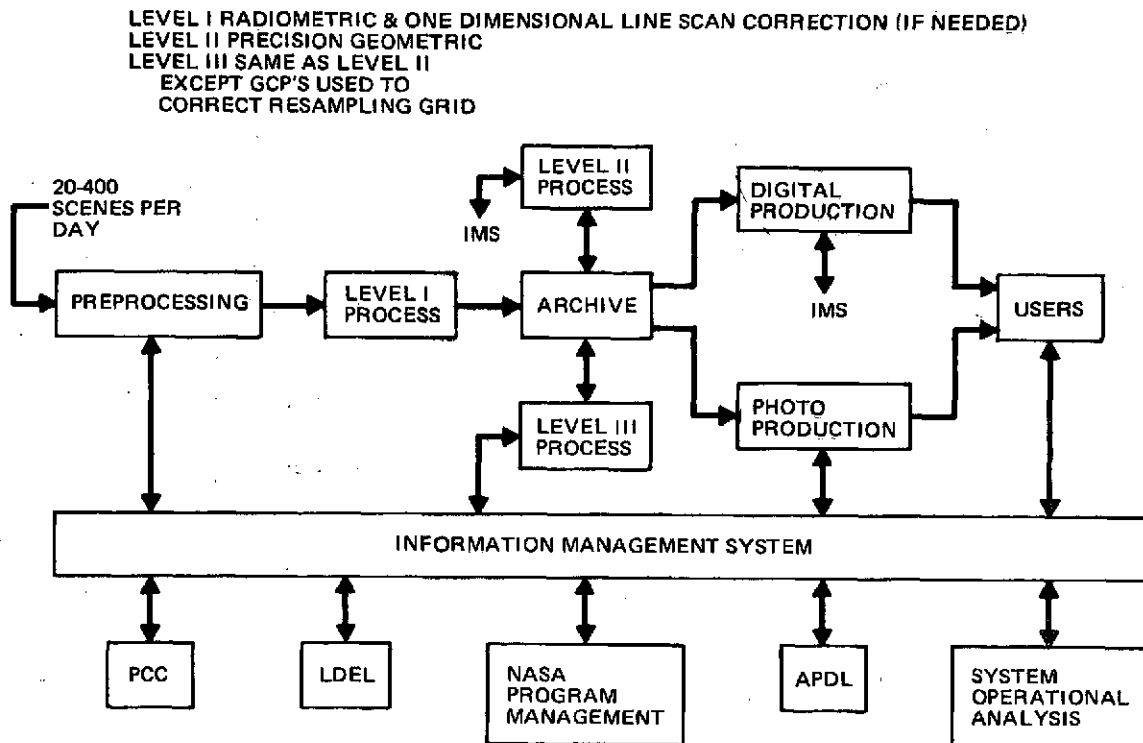 LEVEL I RADIOMETRIC & ONE DIMENSIONAL LINE SCAN CORRECTION (IF NEEDED)
LEVEL II PRECISION GEOMETRIC
LEVEL III SAME AS LEVEL II
EXCEPT GCP'S USED TO
CORRECT RESAMPLING GRID
20-400
SCENES PER
DAY
LEVEL II
PROCESS
IMS
DIGITAL
PRODUCTION
IMS
PREPROCESSING
LEVEL I
PROCESS
ARCHIVE
USERS
LEVEL III
PROCESS
PHOTO
PRODUCTION
INFORMATION MANAGEMENT SYSTEM
PCC
LDEL
NASA
PROGRAM
MANAGEMENT
APDL
SYSTEM
OPERATIONAL
ANALYSIS